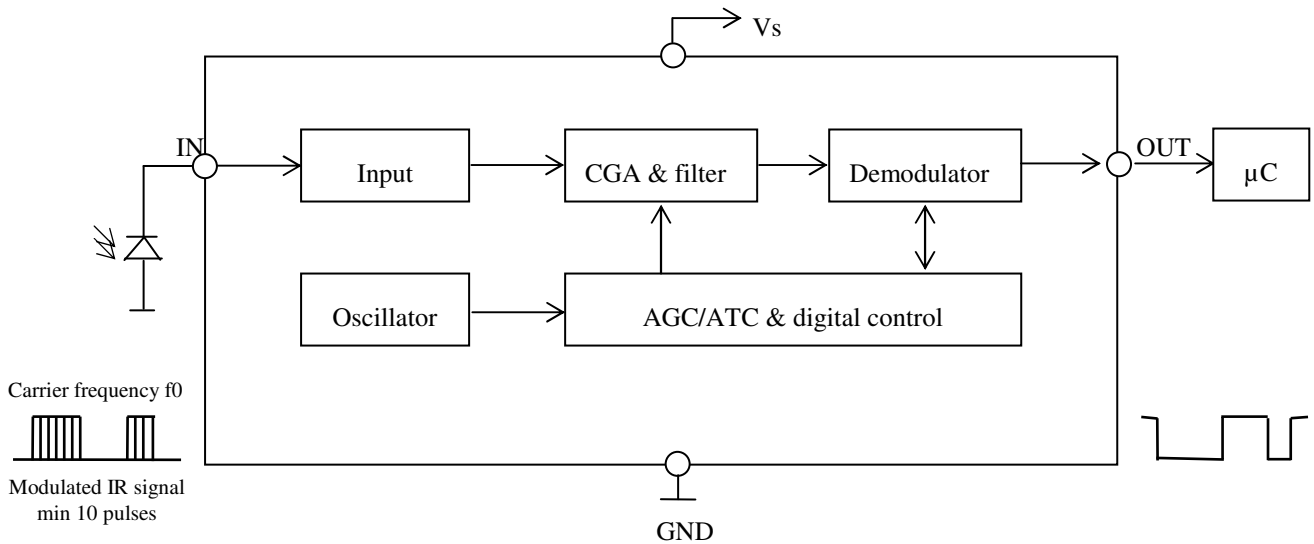 Vs
IN
OUT
Input
CGA & filter
Demodulator
µC
Oscillator
AGC/ATC & digital control
Carrier frequency f0
Modulated IR signal
min 10 pulses
GND